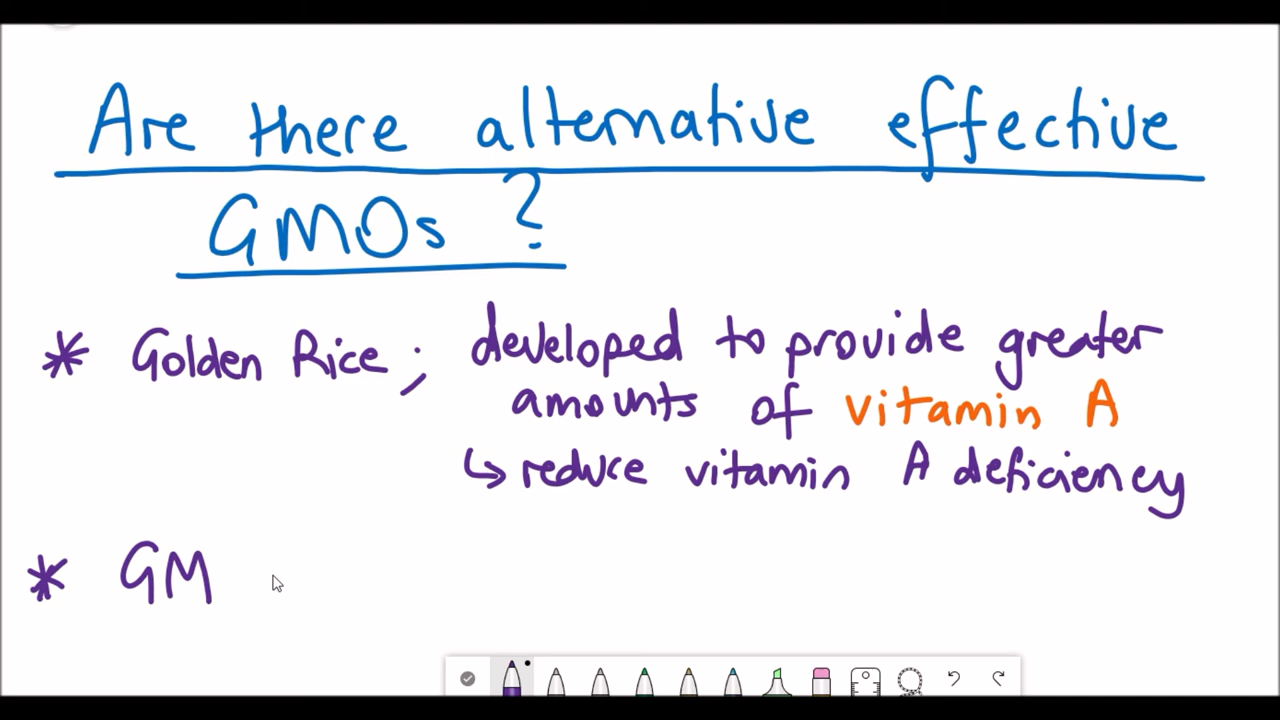 Are there alternative effective
GMOs ?
* Golden Rice; developed to provide greater
amounts of vitamin A
↳ reduce vitamin A deficiency
* GM